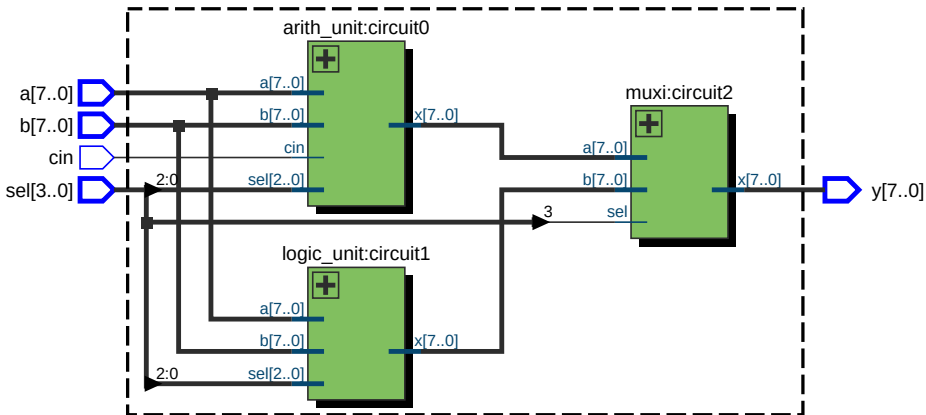 arith_unit:circuit0
a[7..0]
b[7..0]
cin
sel[3..0]
2:0
a[7..0]
b[7..0]
cin
sel[2..0]
x[7..0]
muxi:circuit2
a[7..0]
b[7..0]
sel
x[7..0]
y[7..0]
3
logic_unit:circuit1
a[7..0]
b[7..0]
sel[2..0]
2:0
x[7..0]